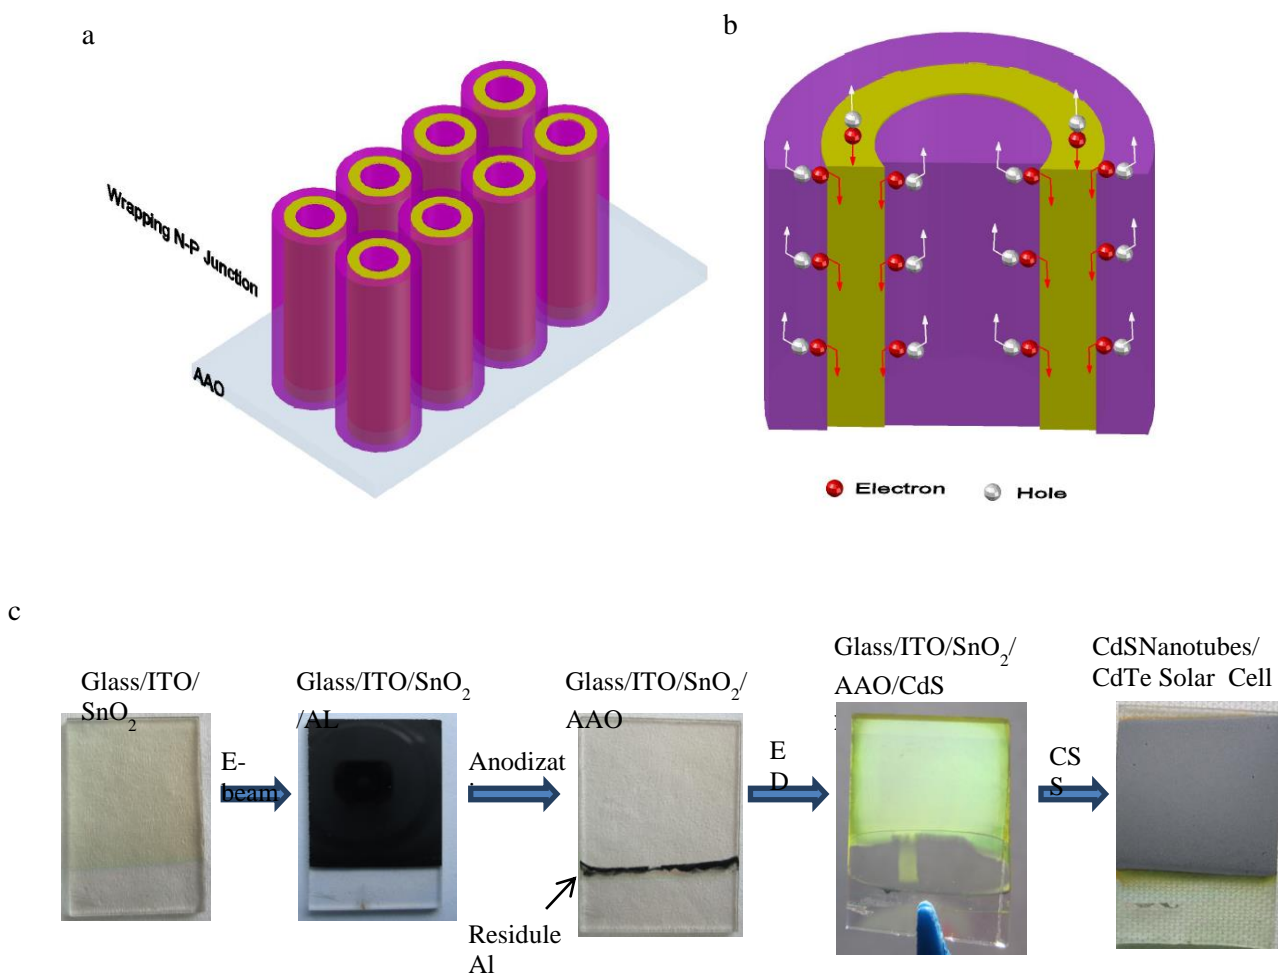 a
b
Wrapping N-P Junction
AAO
Electron
Hole
c
Glass/ITO/
SnO2
Glass/ITO/SnO2
/AL
Glass/ITO/SnO2/
AAO
Glass/ITO/SnO2/
AAO/CdS
CdSNanotubes/
CdTe Solar Cell
E-
beam
Anodizati
E
D
CS
S
Residule
Al